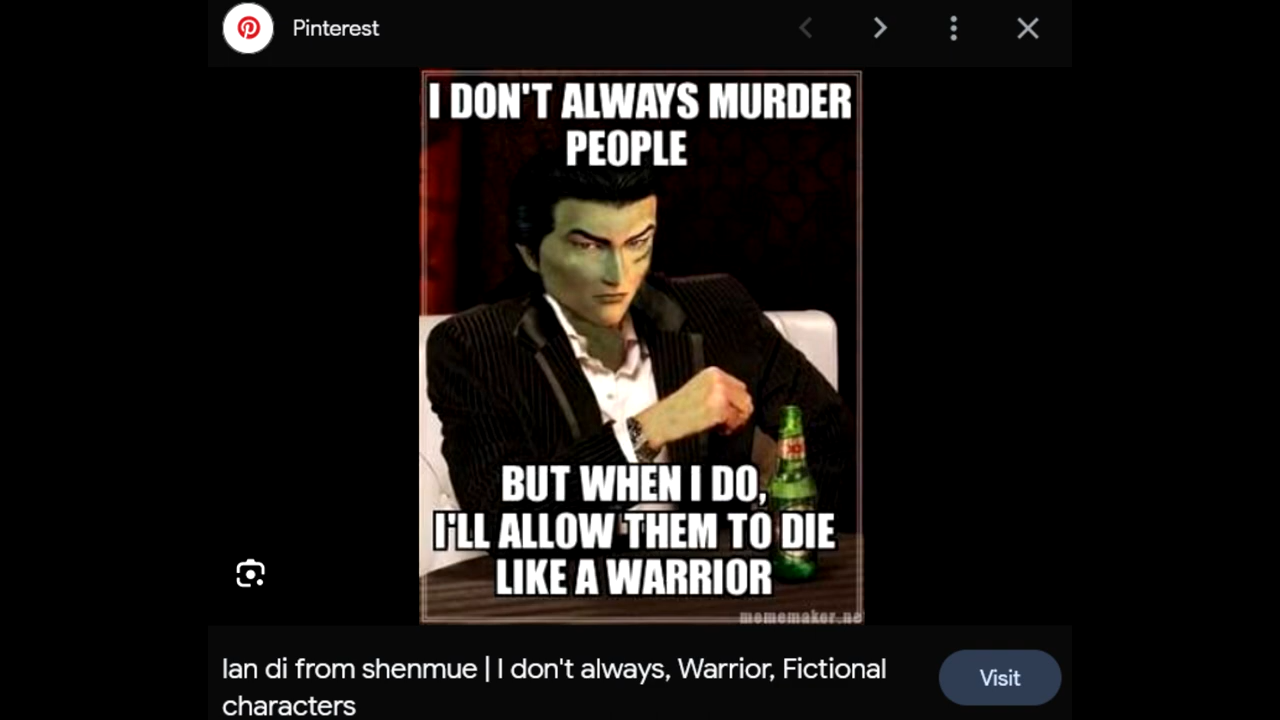 Pinterest
I DON'T ALWAYS MURDER
PEOPLE
BUT WHEN I DO,
I'LL ALLOW THEM TO DIE
LIKE A WARRIOR
mememaker.ne
lan di from shenmue | I don't always, Warrior, Fictional
characters
Visit